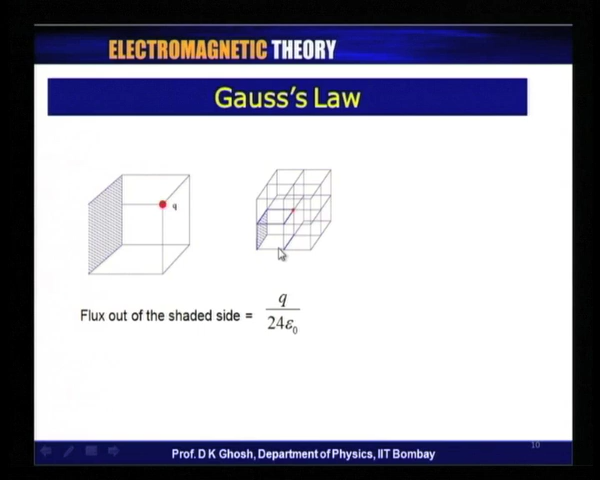 ELECTROMAGNETIC THEORY
Gauss's Law
q
Flux out of the shaded side = q / 24ε₀
Prof. D K Ghosh, Department of Physics, IIT Bombay
10